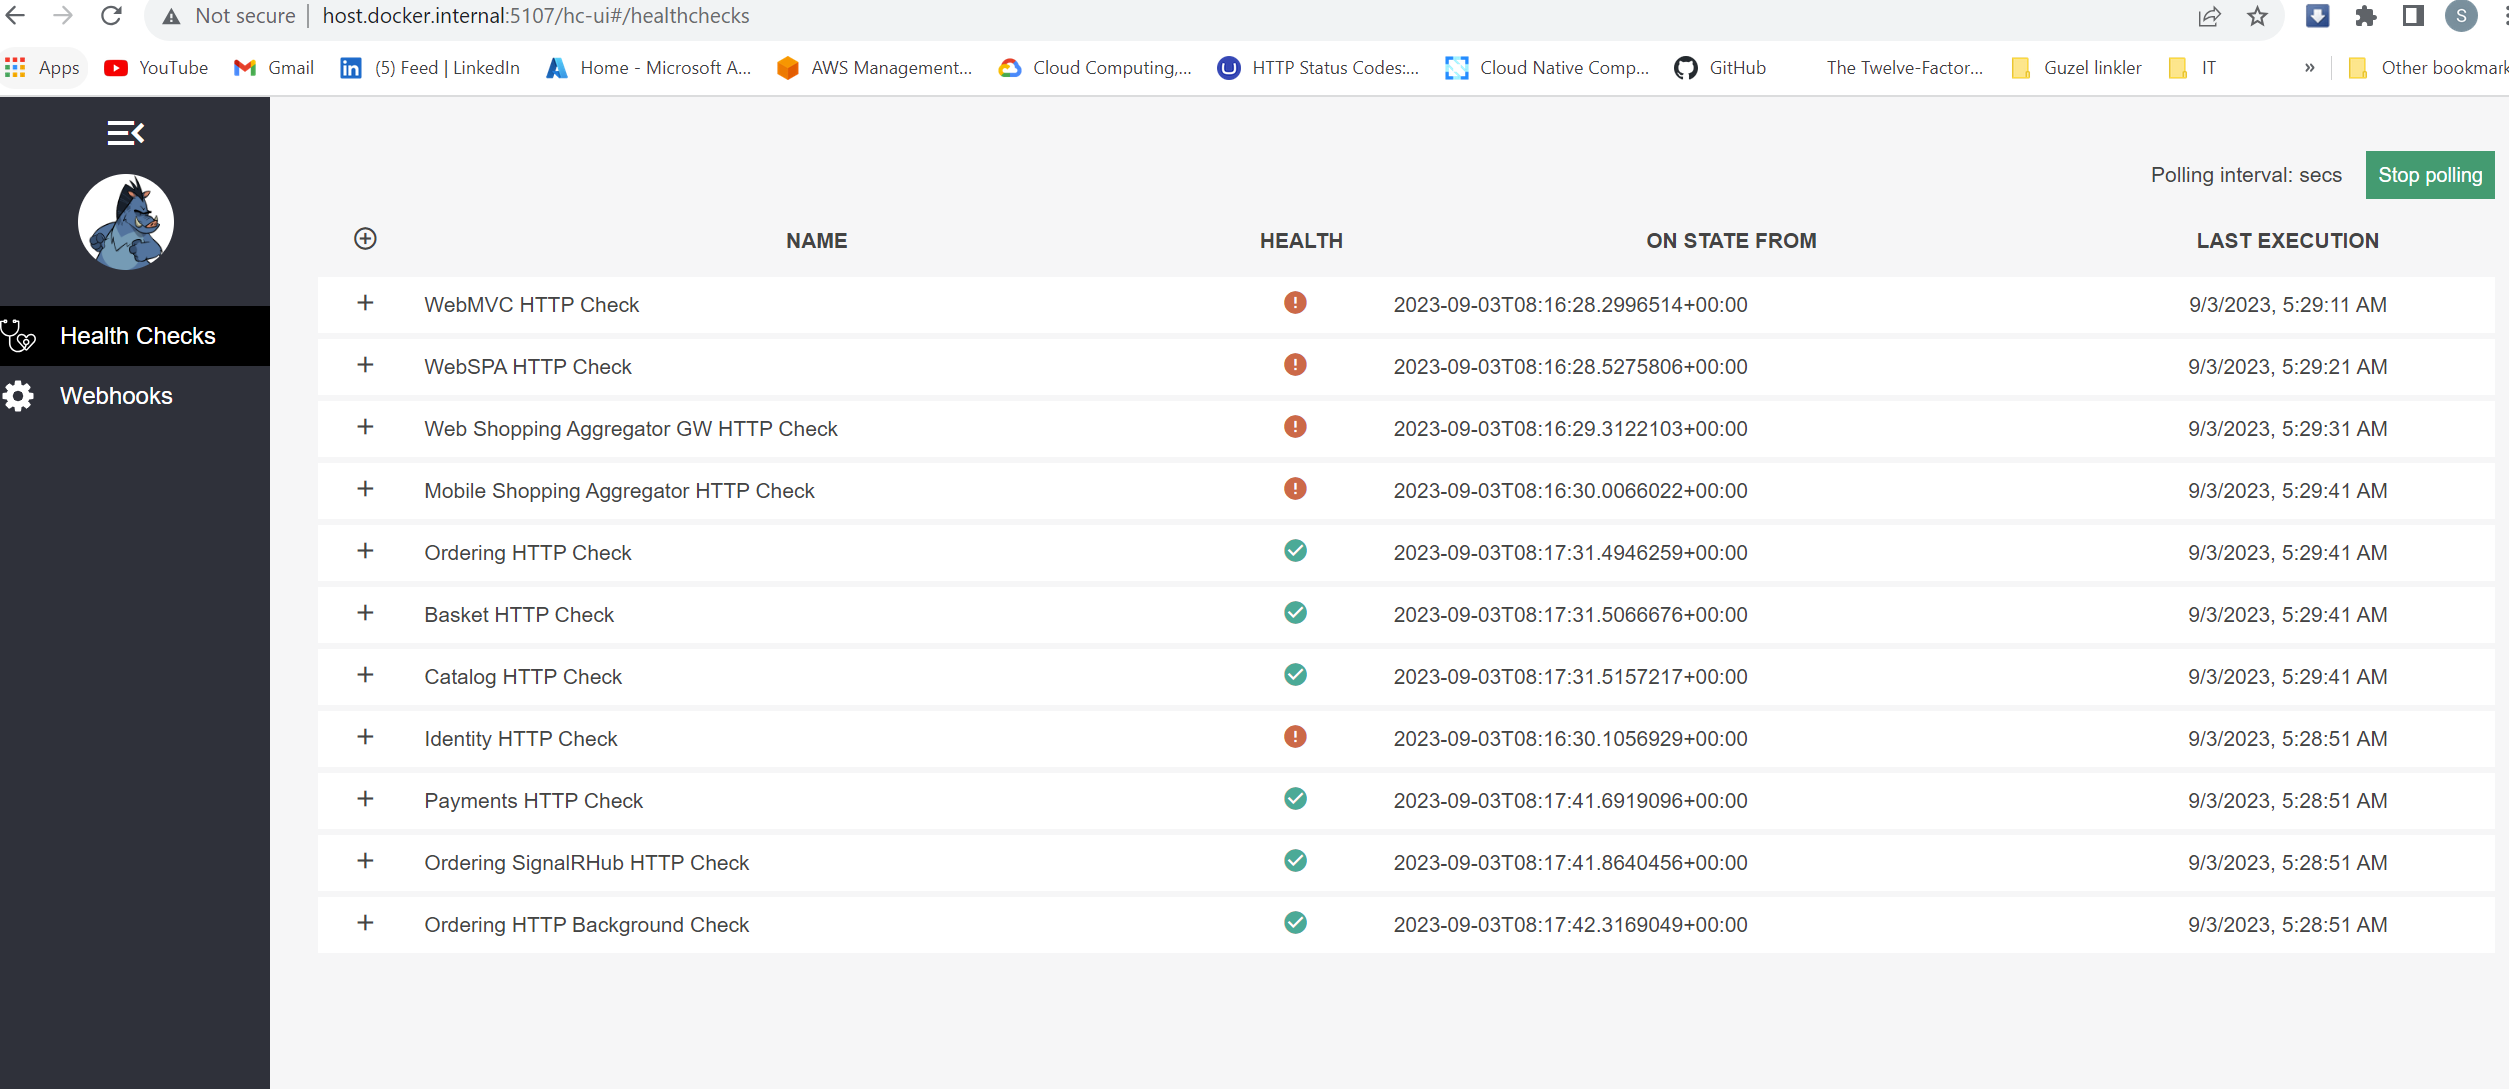 Not secure | host.docker.internal:5107/hc-ui#/healthchecks S
Apps YouTube Gmail (5) Feed | LinkedIn Home - Microsoft A... AWS Management... Cloud Computing,... HTTP Status Codes:... Cloud Native Comp... GitHub The Twelve-Factor... Guzel linkler IT » Other bookmark
Polling interval: secs Stop polling
NAME HEALTH ON STATE FROM LAST EXECUTION
WebMVC HTTP Check 2023-09-03T08:16:28.2996514+00:00 9/3/2023, 5:29:11 AM
Health Checks
WebSPA HTTP Check 2023-09-03T08:16:28.5275806+00:00 9/3/2023, 5:29:21 AM
Webhooks
Web Shopping Aggregator GW HTTP Check 2023-09-03T08:16:29.3122103+00:00 9/3/2023, 5:29:31 AM
Mobile Shopping Aggregator HTTP Check 2023-09-03T08:16:30.0066022+00:00 9/3/2023, 5:29:41 AM
Ordering HTTP Check 2023-09-03T08:17:31.4946259+00:00 9/3/2023, 5:29:41 AM
Basket HTTP Check 2023-09-03T08:17:31.5066676+00:00 9/3/2023, 5:29:41 AM
Catalog HTTP Check 2023-09-03T08:17:31.5157217+00:00 9/3/2023, 5:29:41 AM
Identity HTTP Check 2023-09-03T08:16:30.1056929+00:00 9/3/2023, 5:28:51 AM
Payments HTTP Check 2023-09-03T08:17:41.6919096+00:00 9/3/2023, 5:28:51 AM
Ordering SignalRHub HTTP Check 2023-09-03T08:17:41.8640456+00:00 9/3/2023, 5:28:51 AM
Ordering HTTP Background Check 2023-09-03T08:17:42.3169049+00:00 9/3/2023, 5:28:51 AM